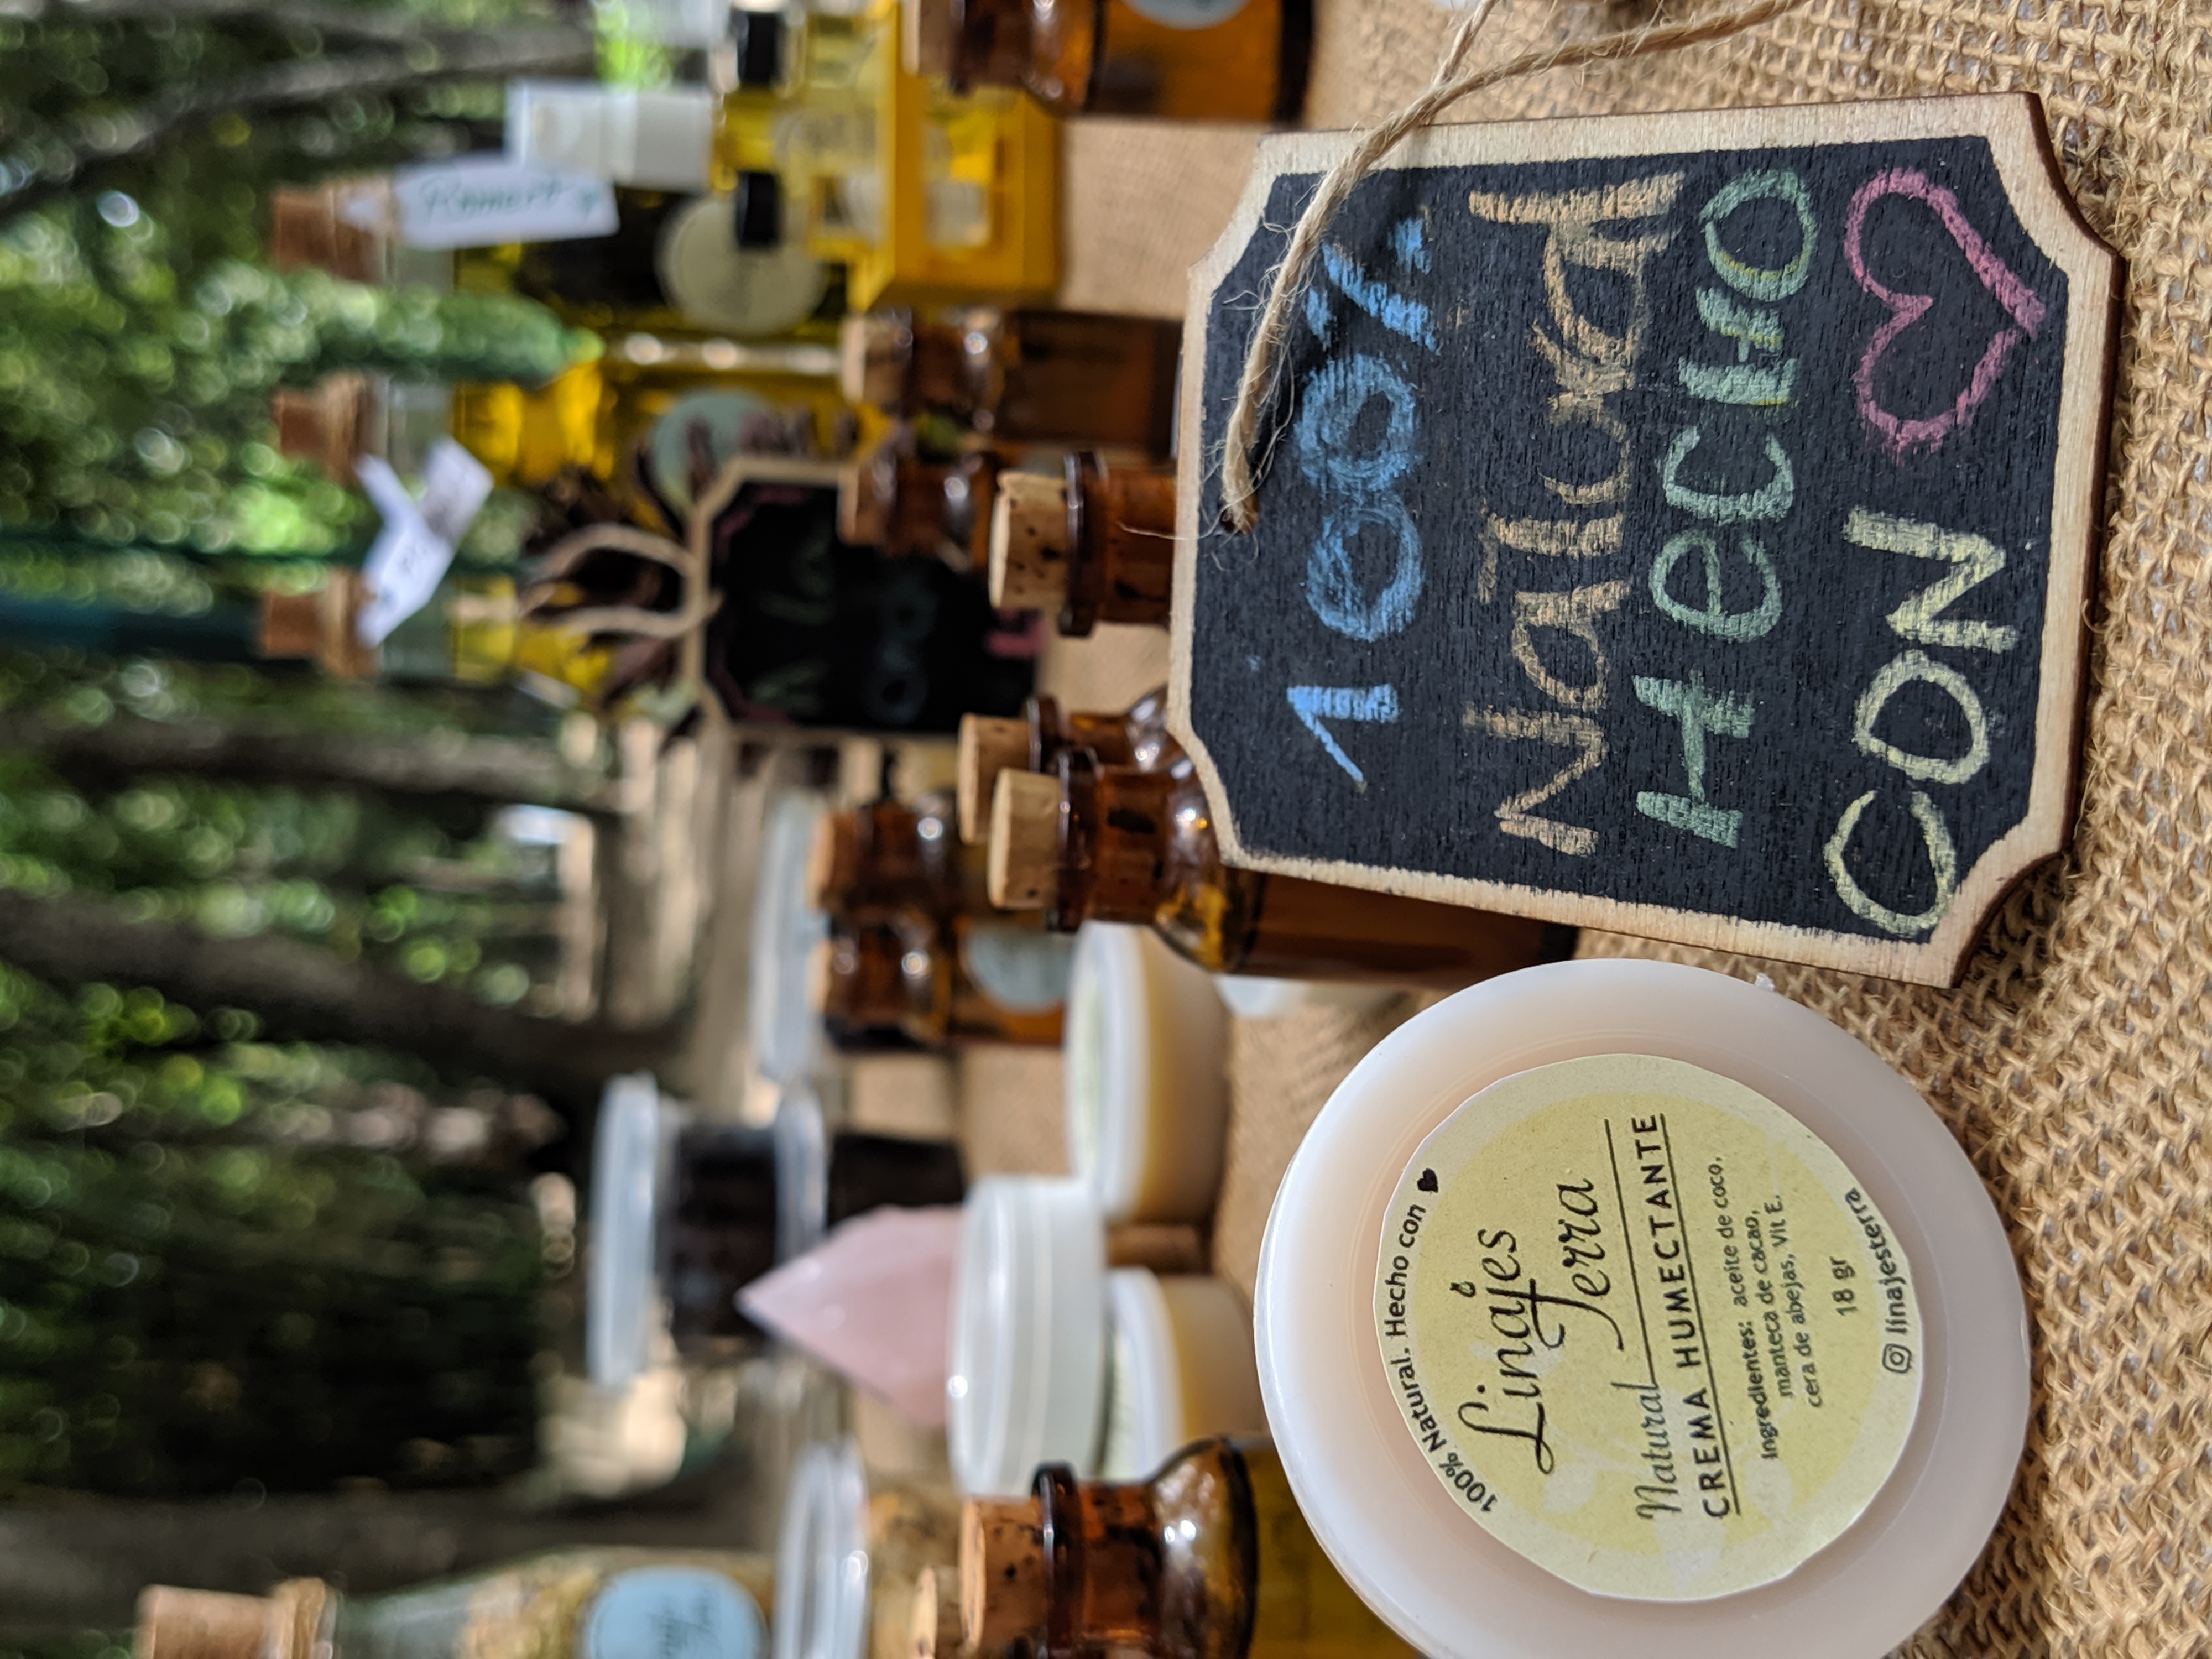 100% Natural. Hecho con
Linajes
Terra
Natural
CREMA HUMECTANTE
Ingredientes: aceite de coco,
manteca de cacao,
cera de abejas, Vit E.
18 gr
linajesterra
100%
Natural
HecHO
CON